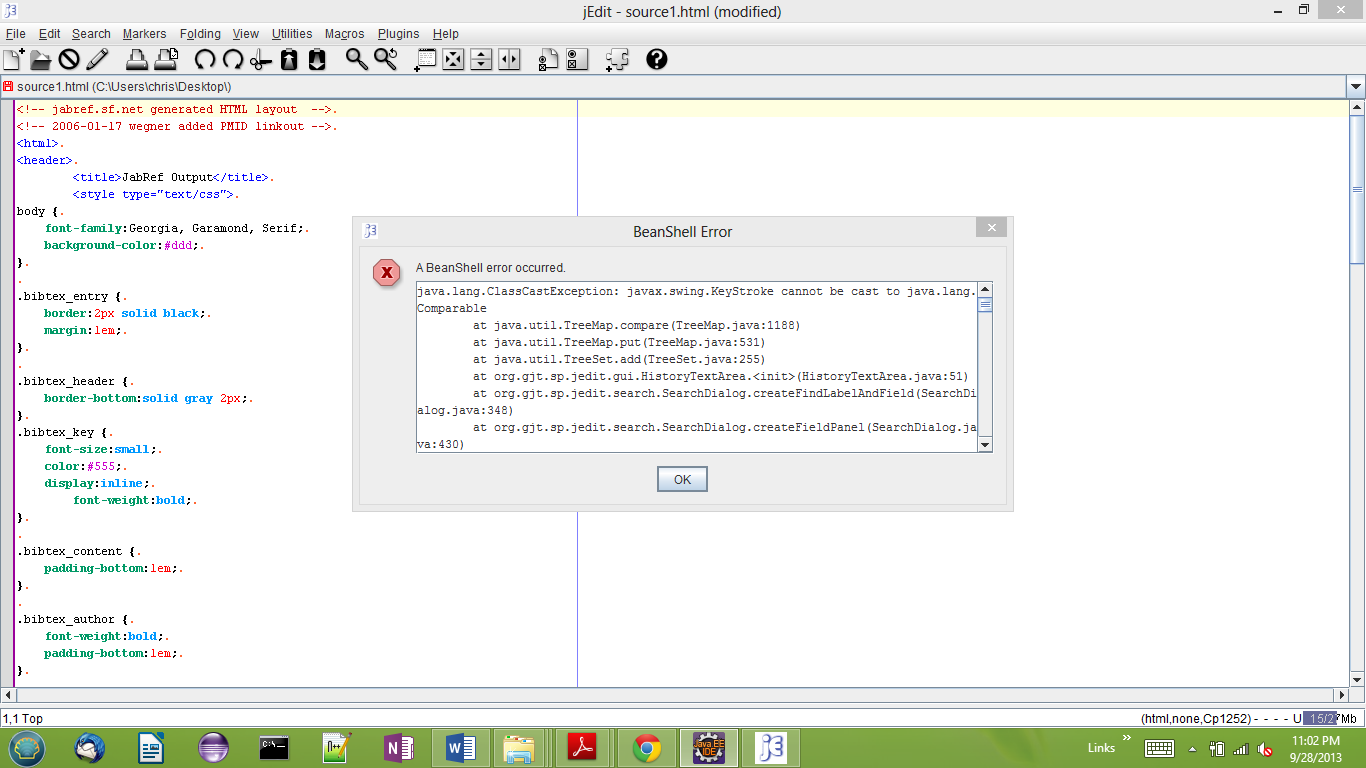 jEdit - source1.html (modified)
File Edit Search Markers Folding View Utilities Macros Plugins Help
source1.html (C:\Users\chris\Desktop\)
<!-- jabref.sf.net generated HTML layout  -->.
<!-- 2006-01-17 wegner added PMID linkout -->.
<html>.
<header>.
        <title>JabRef Output</title>.
        <style type="text/css">.
body {.
    font-family:Georgia, Garamond, Serif;.
    background-color:#ddd;.
}.
.
.bibtex_entry {.
    border:2px solid black;.
    margin:1em;.
}.
.
.bibtex_header {.
    border-bottom:solid gray 2px;.
}.
.bibtex_key {.
    font-size:small;.
    color:#555;.
    display:inline;.
        font-weight:bold;.
}.
.
.bibtex_content {.
    padding-bottom:1em;.
}.
.
.bibtex_author {.
    font-weight:bold;.
    padding-bottom:1em;.
}.
BeanShell Error
A BeanShell error occurred.
java.lang.ClassCastException: javax.swing.KeyStroke cannot be cast to java.lang.
Comparable
        at java.util.TreeMap.compare(TreeMap.java:1188)
        at java.util.TreeMap.put(TreeMap.java:531)
        at java.util.TreeSet.add(TreeSet.java:255)
        at org.gjt.sp.jedit.gui.HistoryTextArea.<init>(HistoryTextArea.java:51)
        at org.gjt.sp.jedit.search.SearchDialog.createFindLabelAndField(SearchDi
alog.java:348)
        at org.gjt.sp.jedit.search.SearchDialog.createFieldPanel(SearchDialog.ja
va:430)
OK
1,1 Top
(html,none,Cp1252) - - - - U 15/27Mb
Java EE
IDE
Links
11:02 PM
9/28/2013